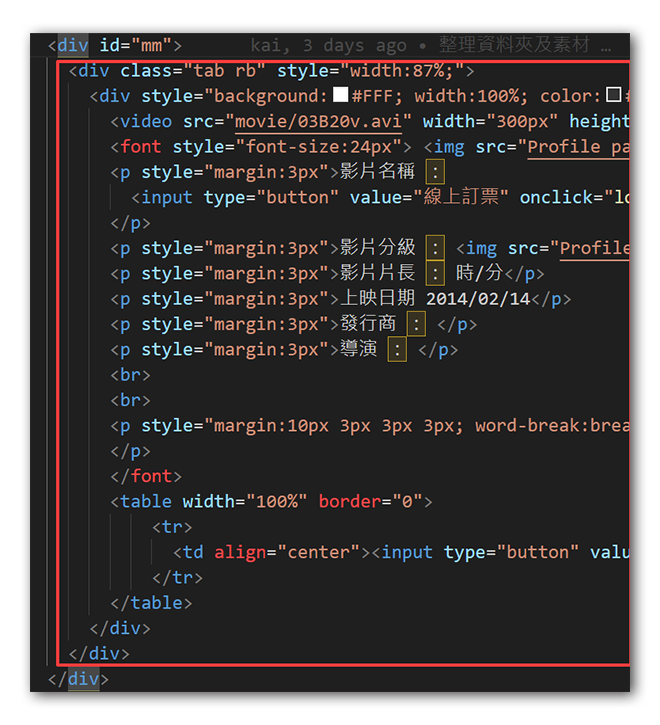 <div id="mm">        kai, 3 days ago • 整理資料夾及素材 …
<div class="tab rb" style="width:87%;">
<div style="background:#FFF; width:100%; color:#
<video src="movie/03B20v.avi" width="300px" height
<font style="font-size:24px"> <img src="Profile pa
<p style="margin:3px">影片名稱 :
<input type="button" value="線上訂票" onclick="lo
</p>
<p style="margin:3px">影片分級 : <img src="Profile
<p style="margin:3px">影片片長 : 時/分</p>
<p style="margin:3px">上映日期 2014/02/14</p>
<p style="margin:3px">發行商 : </p>
<p style="margin:3px">導演 : </p>
<br>
<br>
<p style="margin:10px 3px 3px 3px; word-break:brea
</p>
</font>
<table width="100%" border="0">
<tr>
<td align="center"><input type="button" valu
</tr>
</table>
</div>
</div>
</div>